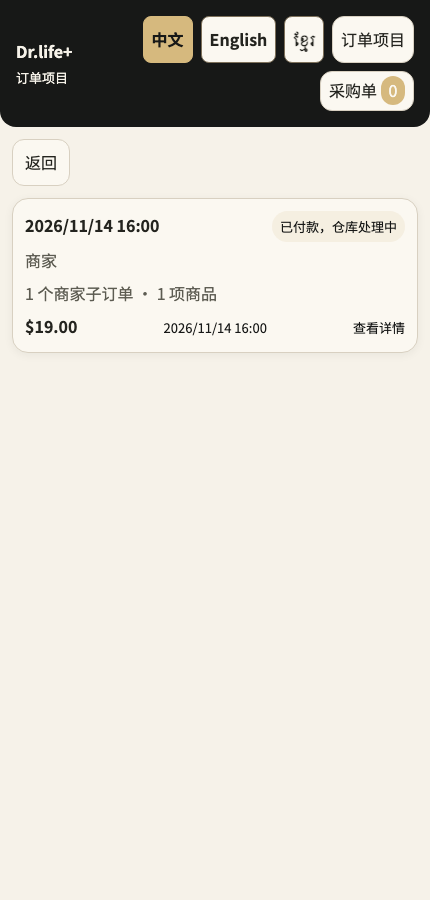 Dr.life+
订单项目
中文
English
ខ្មែរ
订单项目
采购单 0
返回
2026/11/14 16:00
已付款，仓库处理中
商家
1 个商家子订单 · 1 项商品
$19.00
2026/11/14 16:00
查看详情